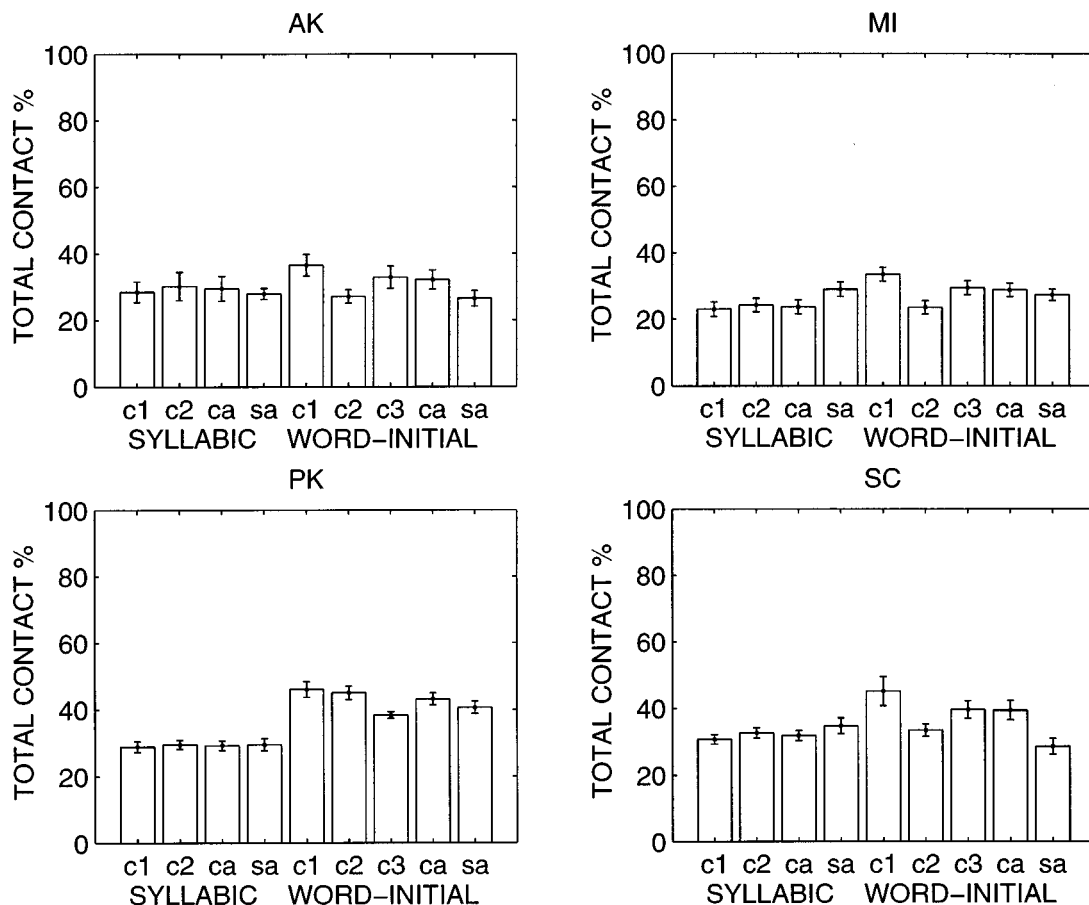 AK
TOTAL CONTACT %
100
80
60
40
20
0
c1 c2 ca sa c1 c2 c3 ca sa
SYLLABIC WORD-INITIAL
MI
TOTAL CONTACT %
100
80
60
40
20
0
c1 c2 ca sa c1 c2 c3 ca sa
SYLLABIC WORD-INITIAL
PK
TOTAL CONTACT %
100
80
60
40
20
0
c1 c2 ca sa c1 c2 c3 ca sa
SYLLABIC WORD-INITIAL
SC
TOTAL CONTACT %
100
80
60
40
20
0
c1 c2 ca sa c1 c2 c3 ca sa
SYLLABIC WORD-INITIAL